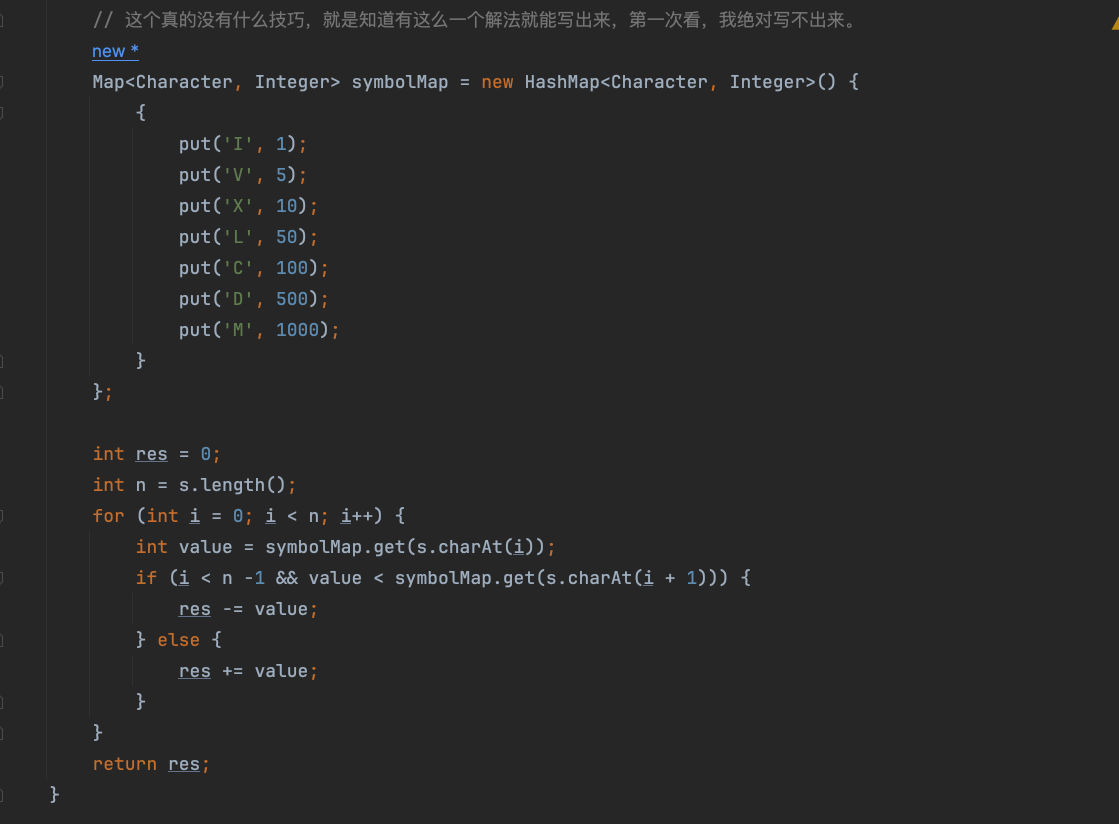 // 这个真的没有什么技巧，就是知道有这么一个解法就能写出来，第一次看，我绝对写不出来。
new *
Map<Character, Integer> symbolMap = new HashMap<Character, Integer>() {
{
put('I', 1);
put('V', 5);
put('X', 10);
put('L', 50);
put('C', 100);
put('D', 500);
put('M', 1000);
}
};
int res = 0;
int n = s.length();
for (int i = 0; i < n; i++) {
int value = symbolMap.get(s.charAt(i));
if (i < n -1 && value < symbolMap.get(s.charAt(i + 1))) {
res -= value;
} else {
res += value;
}
}
return res;
}